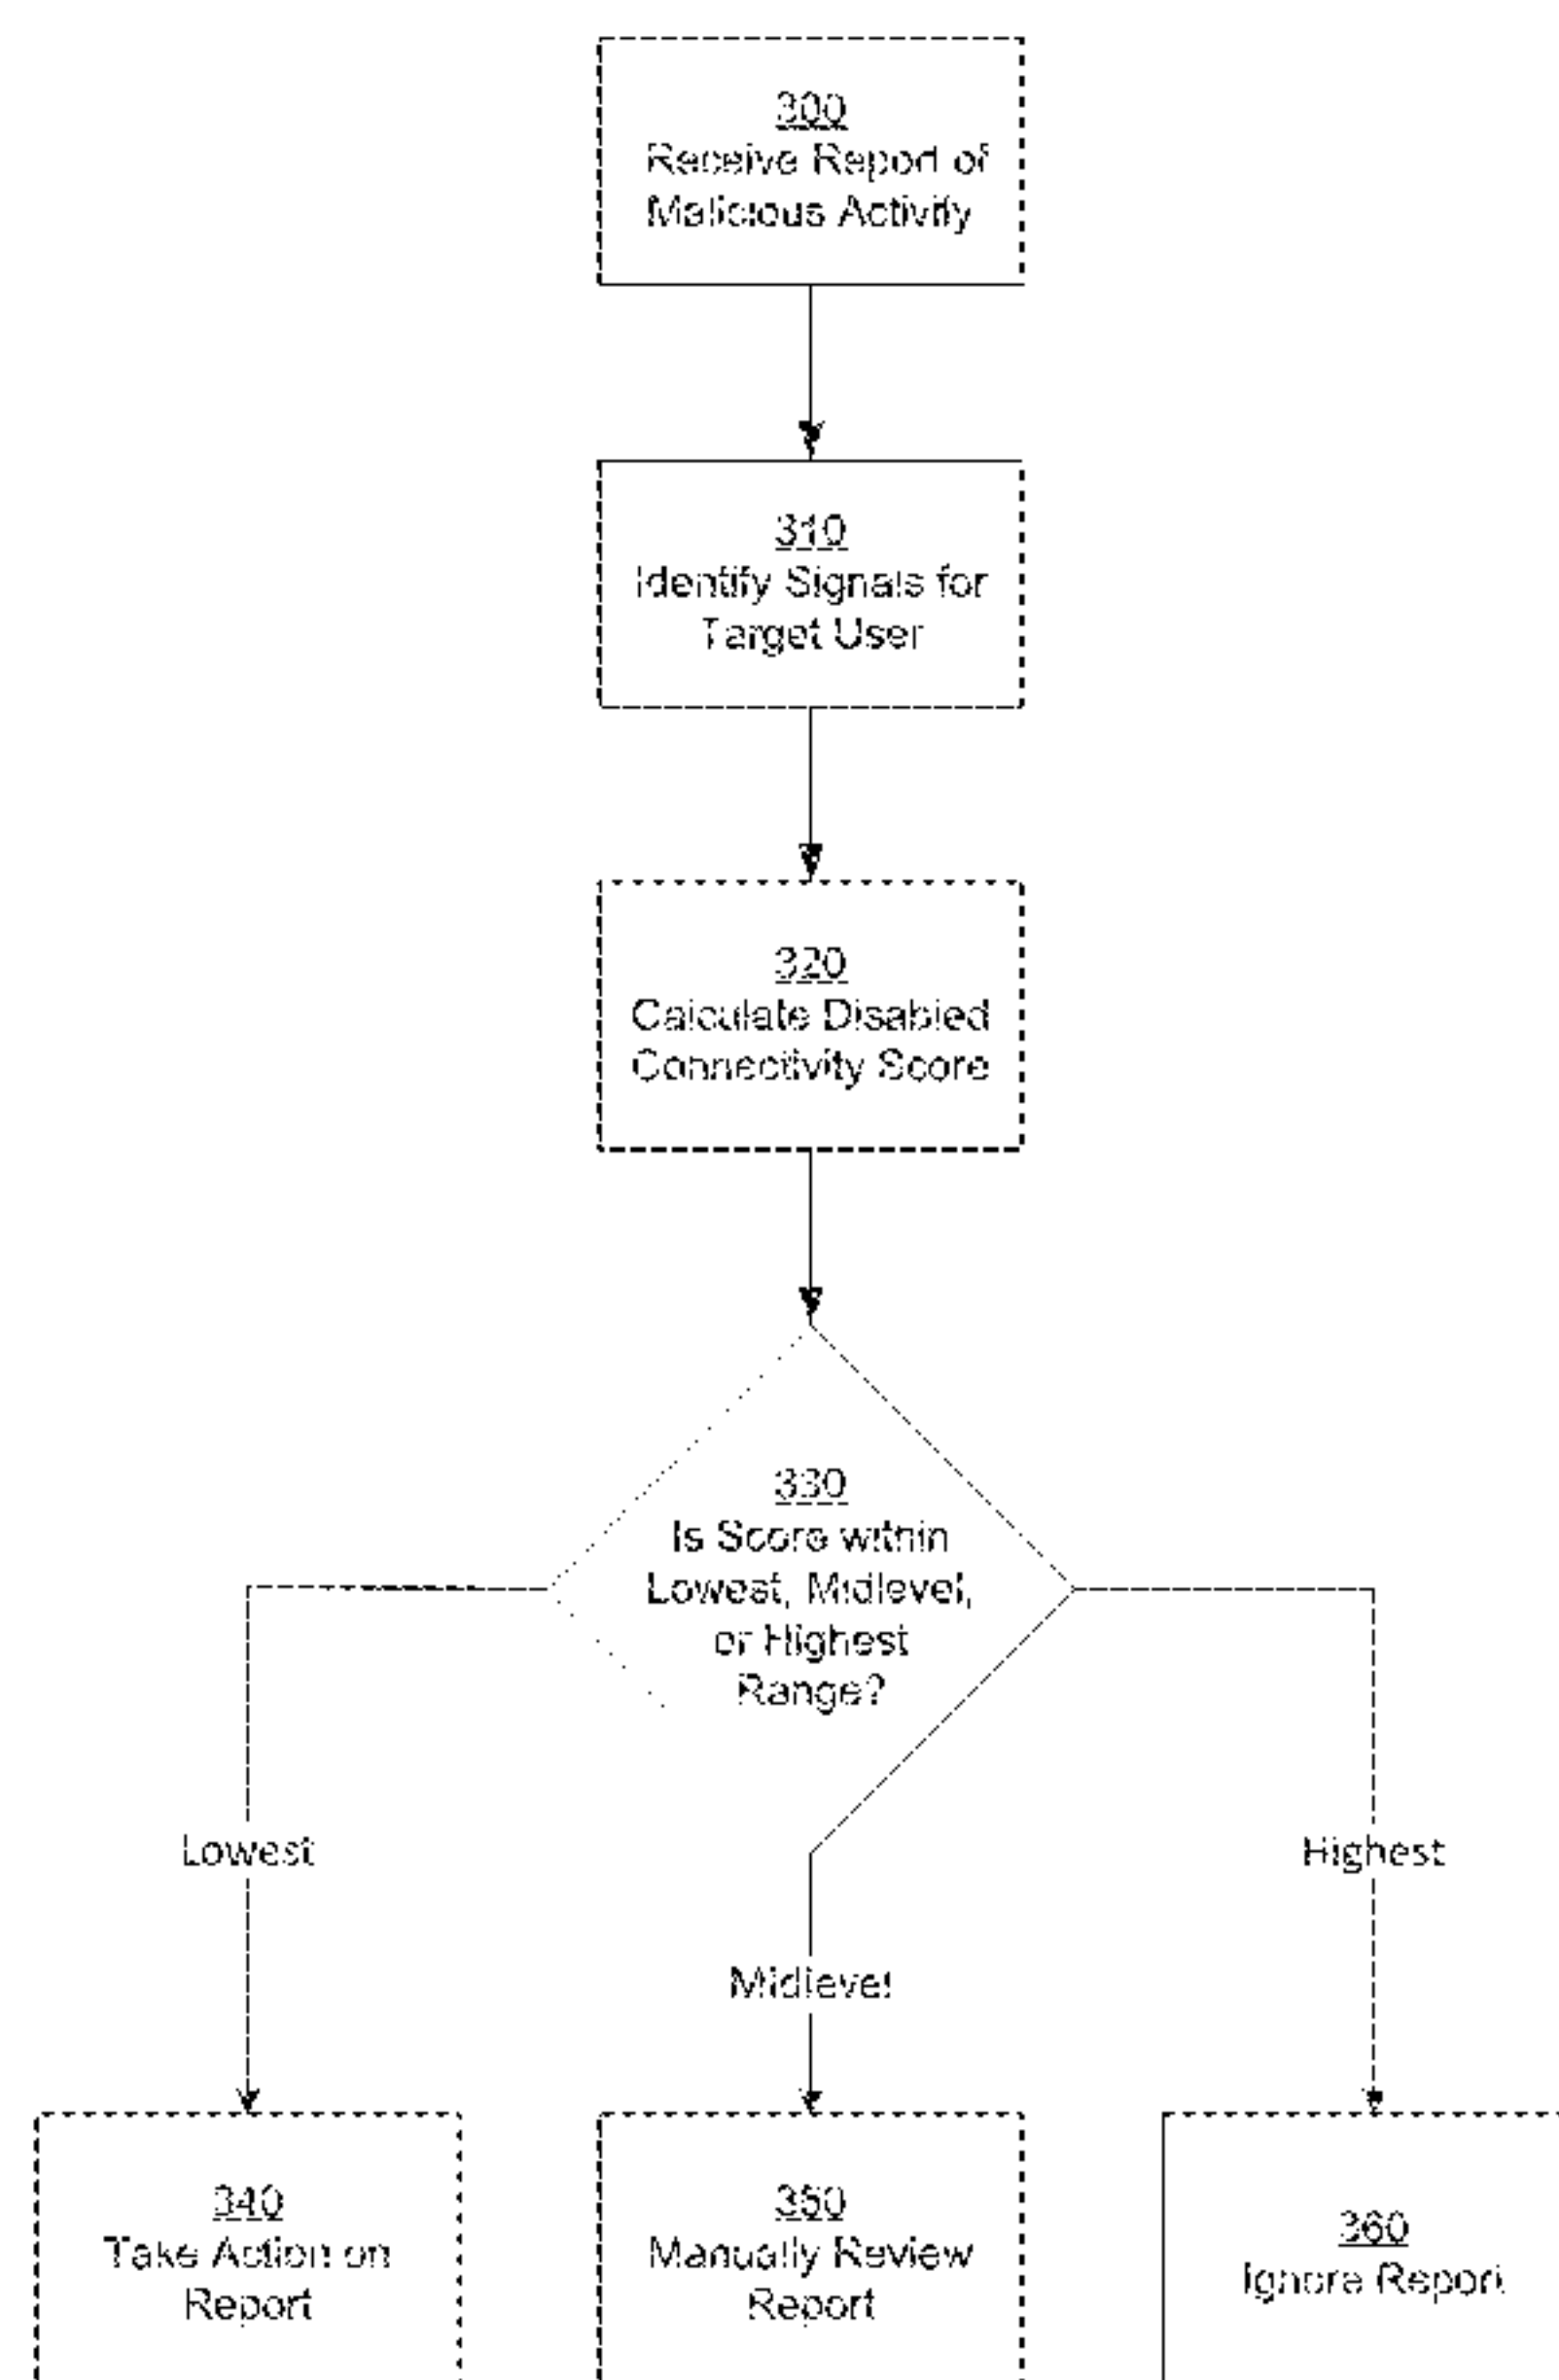 300
Receive Report of
Malicious Activity
310
Identify Signals for
Target User
320
Calculate Disabled
Connectivity Score
330
Is Score within
Lowest, Midlevel,
or Highest
Range?
Lowest
Highest
Midlevel
340
Take Action on
Report
350
Manually Review
Report
360
Ignore Report